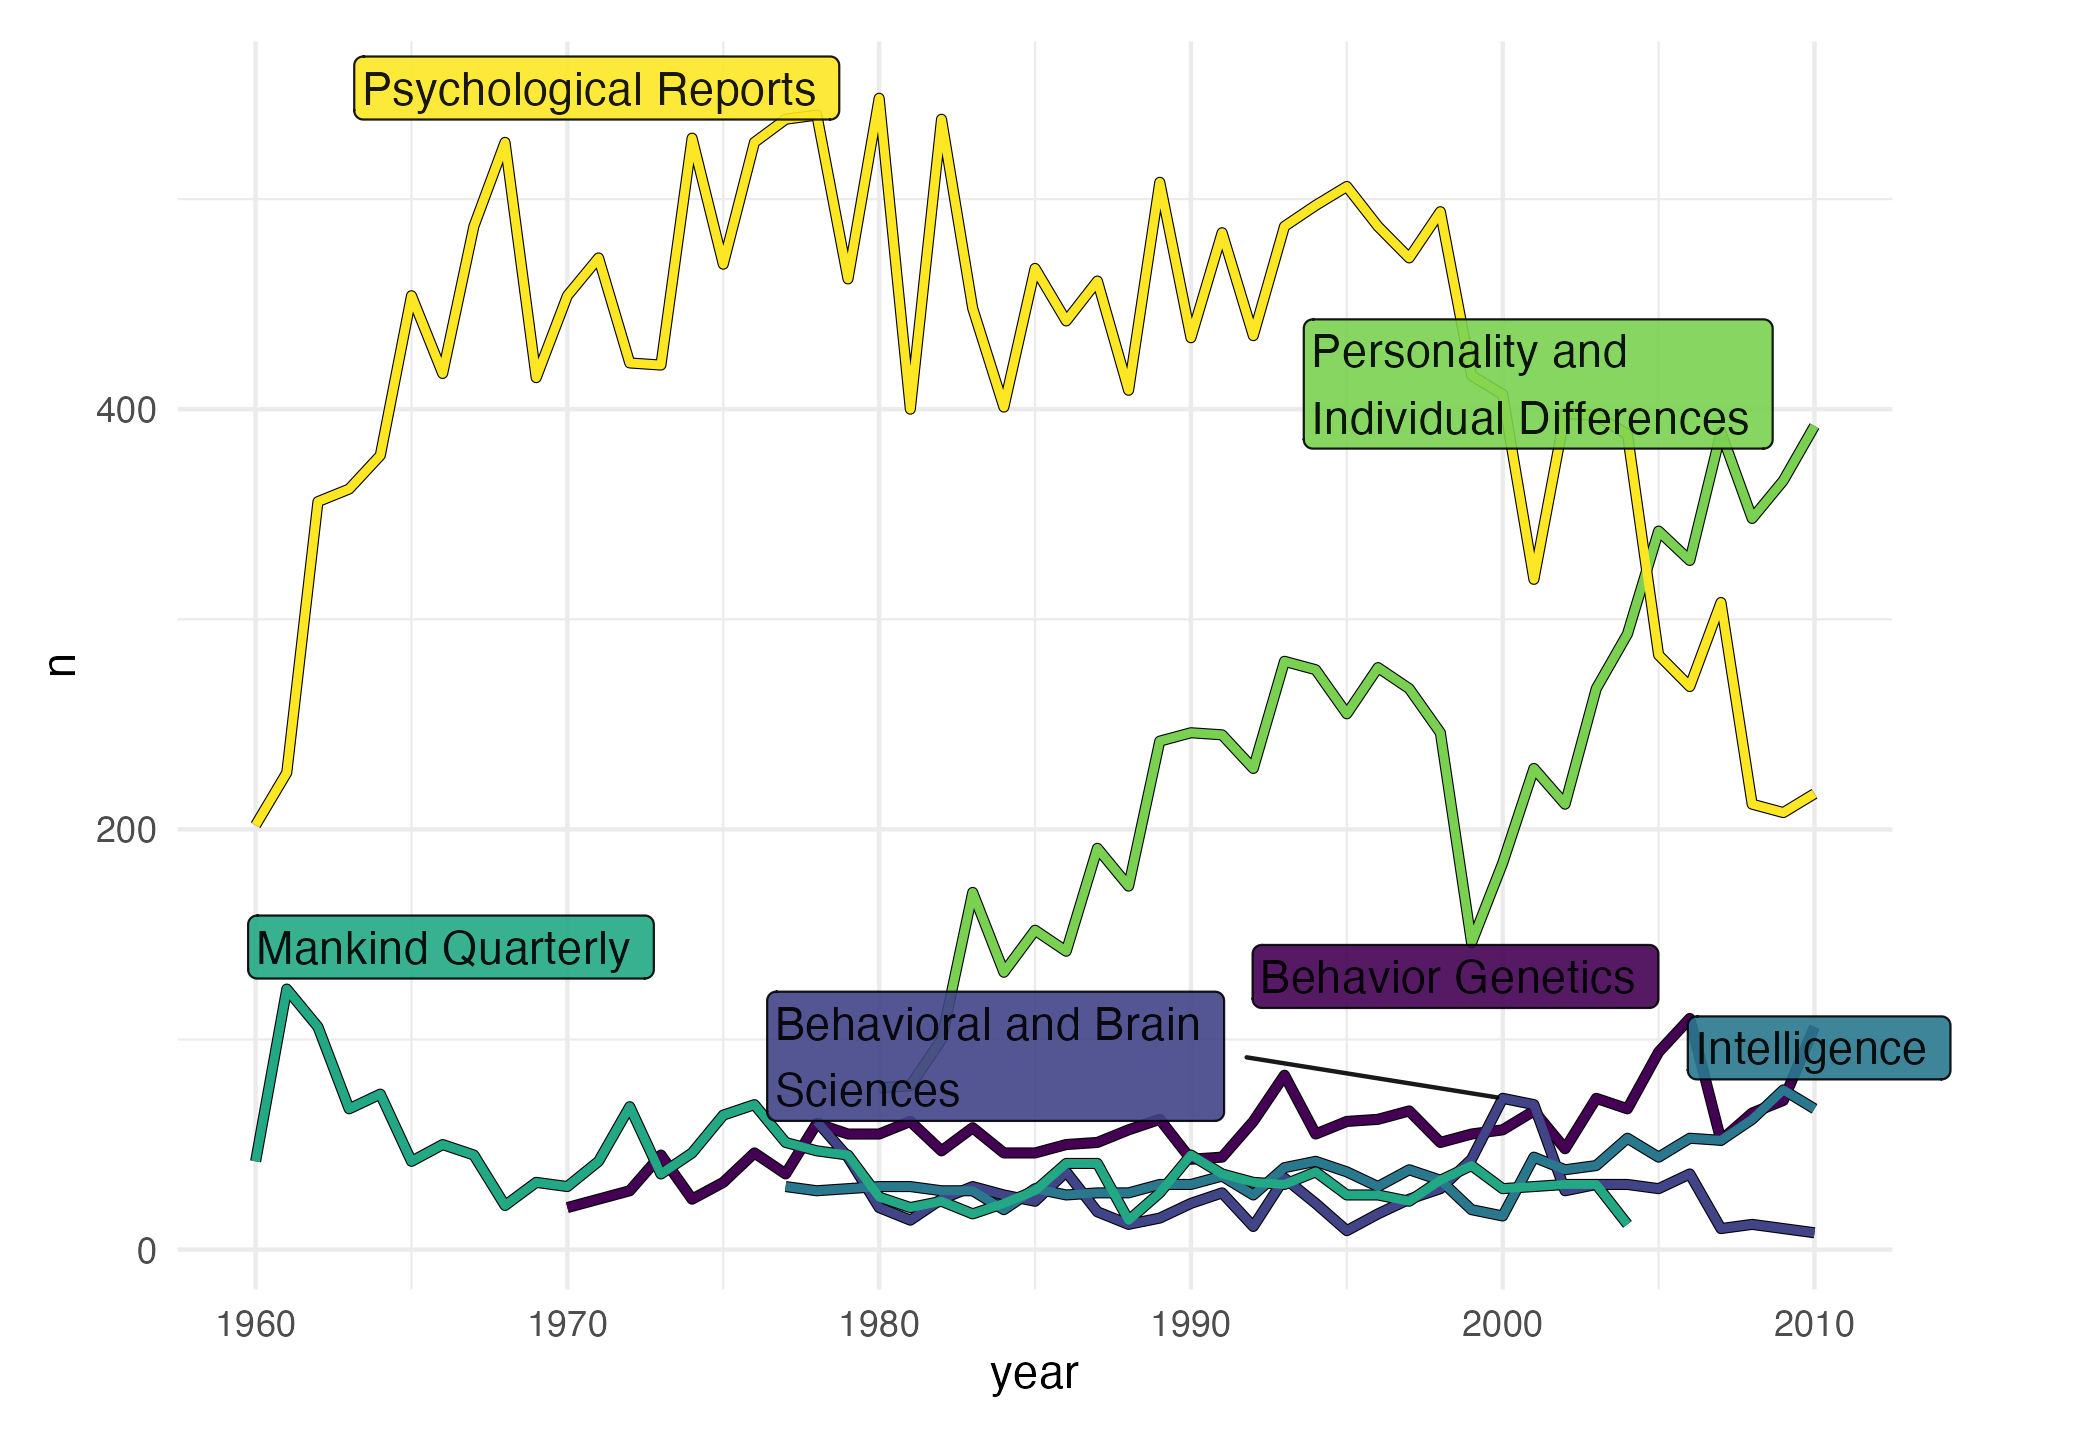 Psychological Reports
Personality and
Individual Differences
400
n
200
Mankind Quarterly
Behavior Genetics
Behavioral and Brain
Sciences
Intelligence
0
1960 1970 1980 1990 2000 2010
year